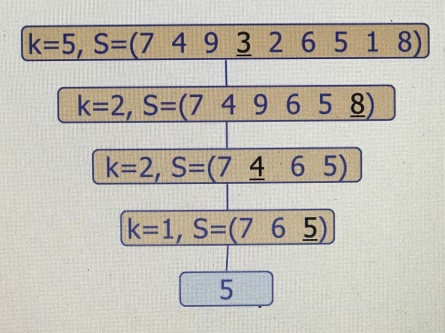 k=5, S=(7 4 9 3 2 6 5 1 8)
k=2, S=(7 4 9 6 5 8)
k=2, S=(7 4 6 5)
k=1, S=(7 6 5)
5